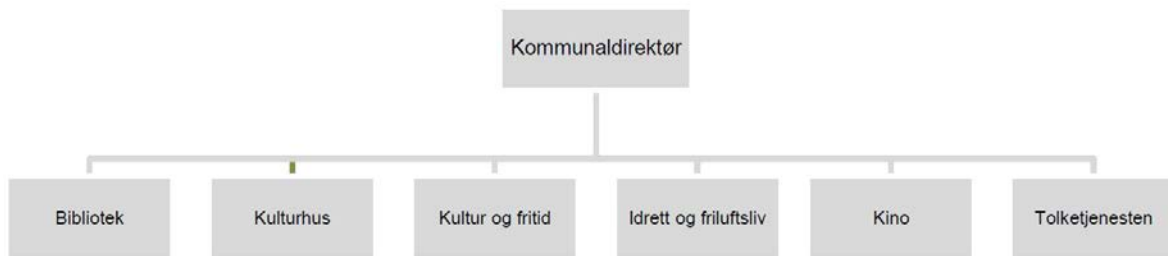 Kommunaldirektør
Bibliotek
Kulturhus
Kultur og fritid
Idrett og friluftsliv
Kino
Tolketjenesten